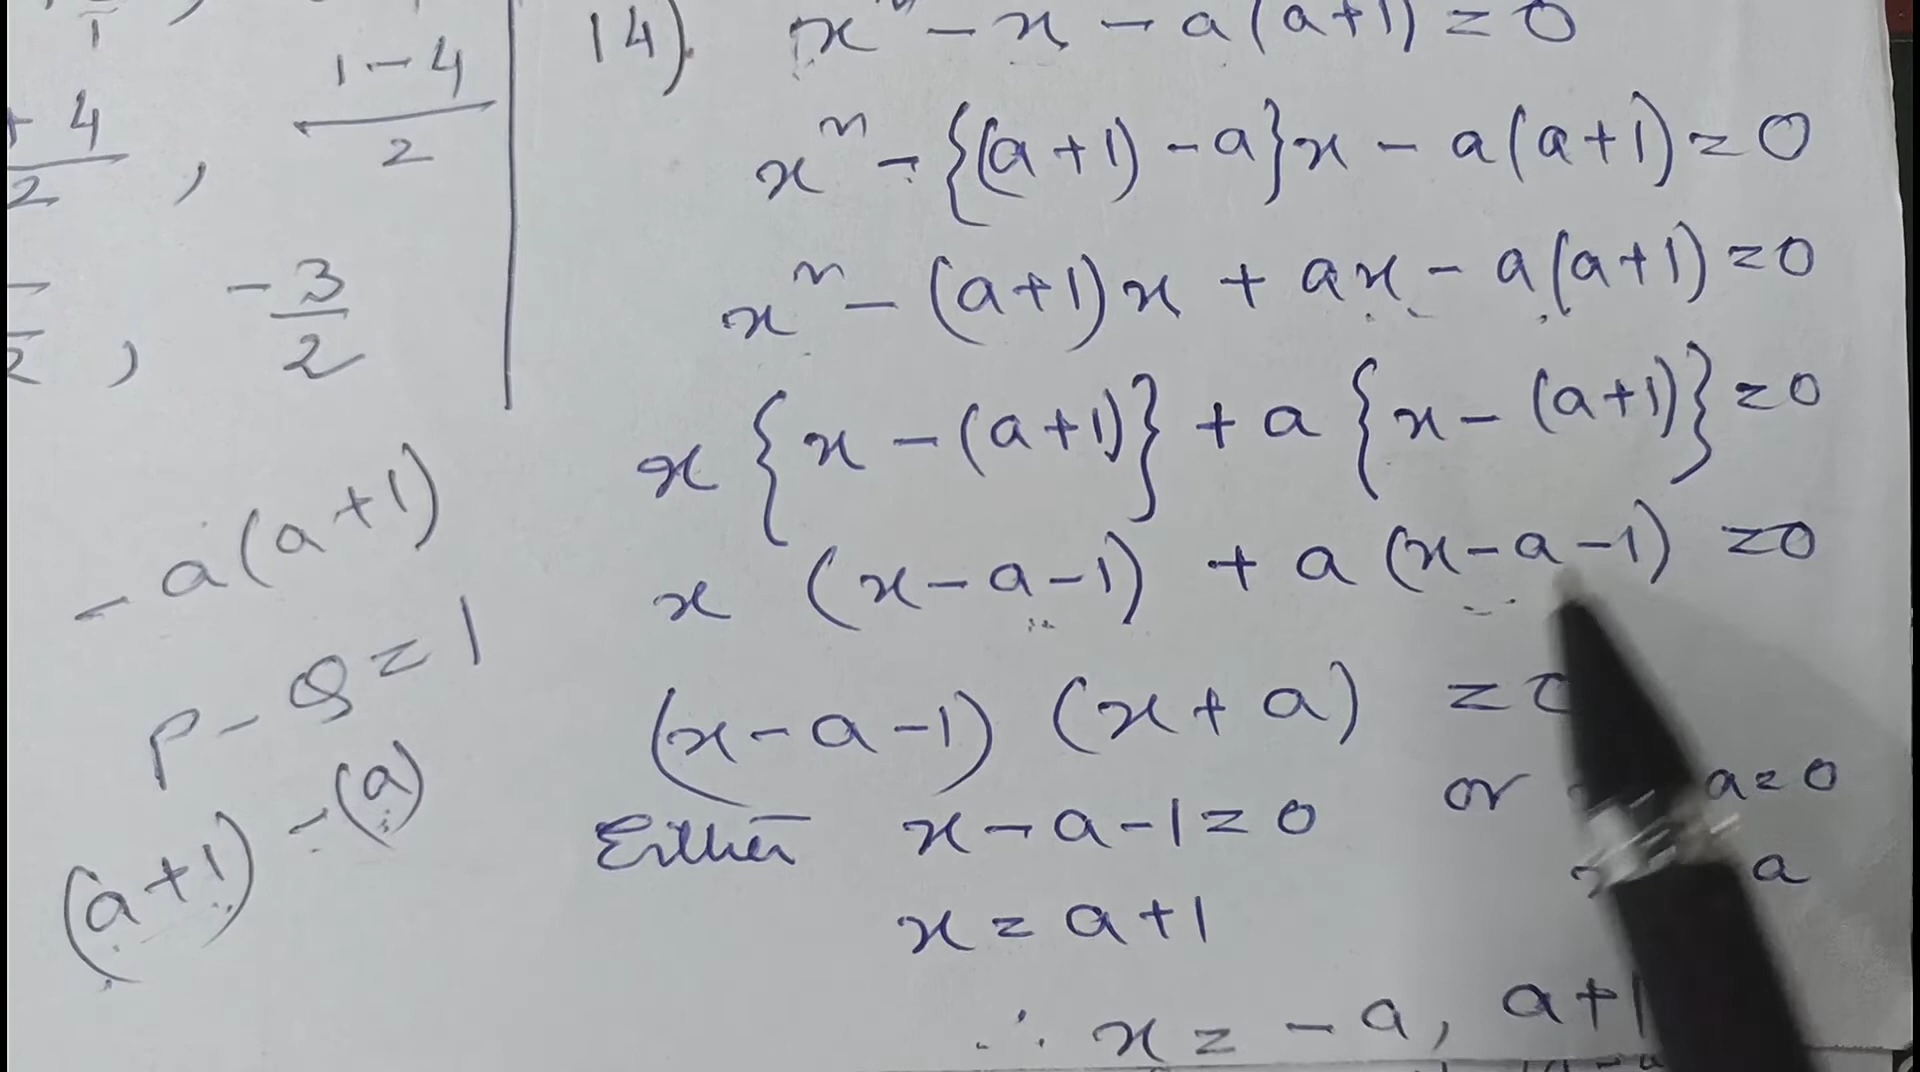 1 - 4
+ 4 , 2
2
- 3
, 2
- a(a+1)
P - Q = 1
(a+1) - (a)
14) x² - x - a(a+1) = 0
x² - {(a+1) - a}x - a(a+1) = 0
x² - (a+1)x + ax - a(a+1) = 0
x {x - (a+1)} + a {x - (a+1)} = 0
x (x - a - 1) + a (x - a - 1) = 0
(x - a - 1) (x + a) =
Either x - a - 1 = 0 or a = 0
x = a + 1 a
∴ x = - a, a + 1